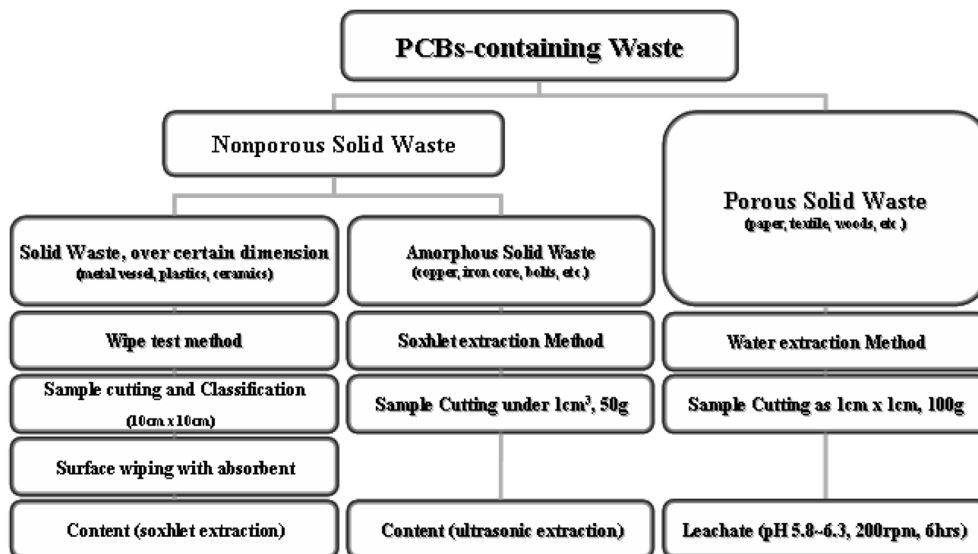 PCBs-containing Waste
Nonporous Solid Waste
Porous Solid Waste
(paper, textile, woods, etc.)
Solid Waste, over certain dimension
(metal vessel, plastics, ceramics)
Amorphous Solid Waste
(copper, iron core, bolts, etc.)
Wipe test method
Soxhlet extraction Method
Water extraction Method
Sample cutting and Classification
(10cm x 10cm)
Sample Cutting under 1cm³, 50g
Sample Cutting as 1cm x 1cm, 100g
Surface wiping with absorbent
Content (soxhlet extraction)
Content (ultrasonic extraction)
Leachate (pH 5.8~6.3, 200rpm, 6hrs)